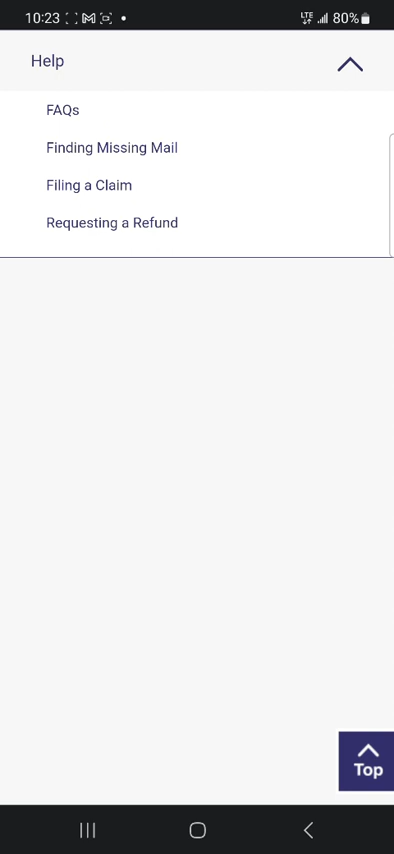 10:23 LTE 80%
Help
FAQs
Finding Missing Mail
Filing a Claim
Requesting a Refund
Top